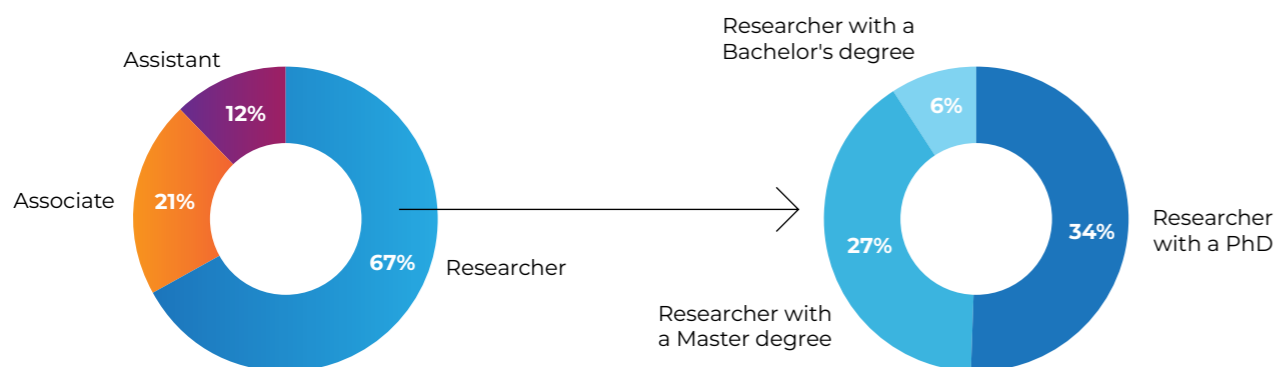 Assistant
12%
Associate
21%
67%
Researcher
Researcher with a
Bachelor's degree
6%
27%
34%
Researcher
with a PhD
Researcher with
a Master degree